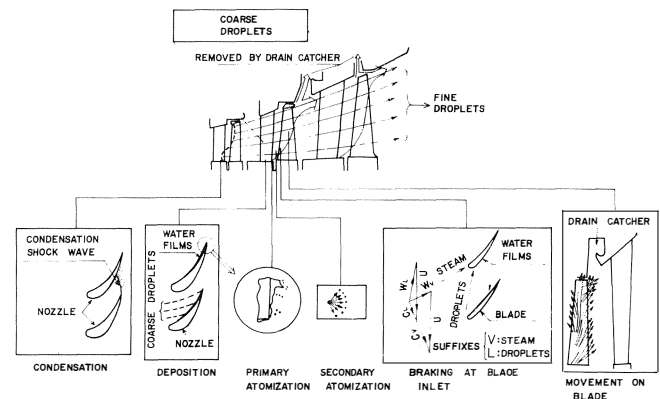 COARSE
DROPLETS
REMOVED BY DRAIN CATCHER
FINE
DROPLETS
CONDENSATION
SHOCK WAVE
NOZZLE
CONDENSATION
WATER
FILMS
COARSE DROPLETS
NOZZLE
DEPOSITION
PRIMARY
ATOMIZATION
SECONDARY
ATOMIZATION
WL
U
WV
STEAM
CL
U
CV
DROPLETS
WATER
FILMS
BLADE
SUFFIXES
V:STEAM
L:DROPLETS
BRAKING AT BLAOE
INLET
DRAIN CATCHER
MOVEMENT ON
BLADE